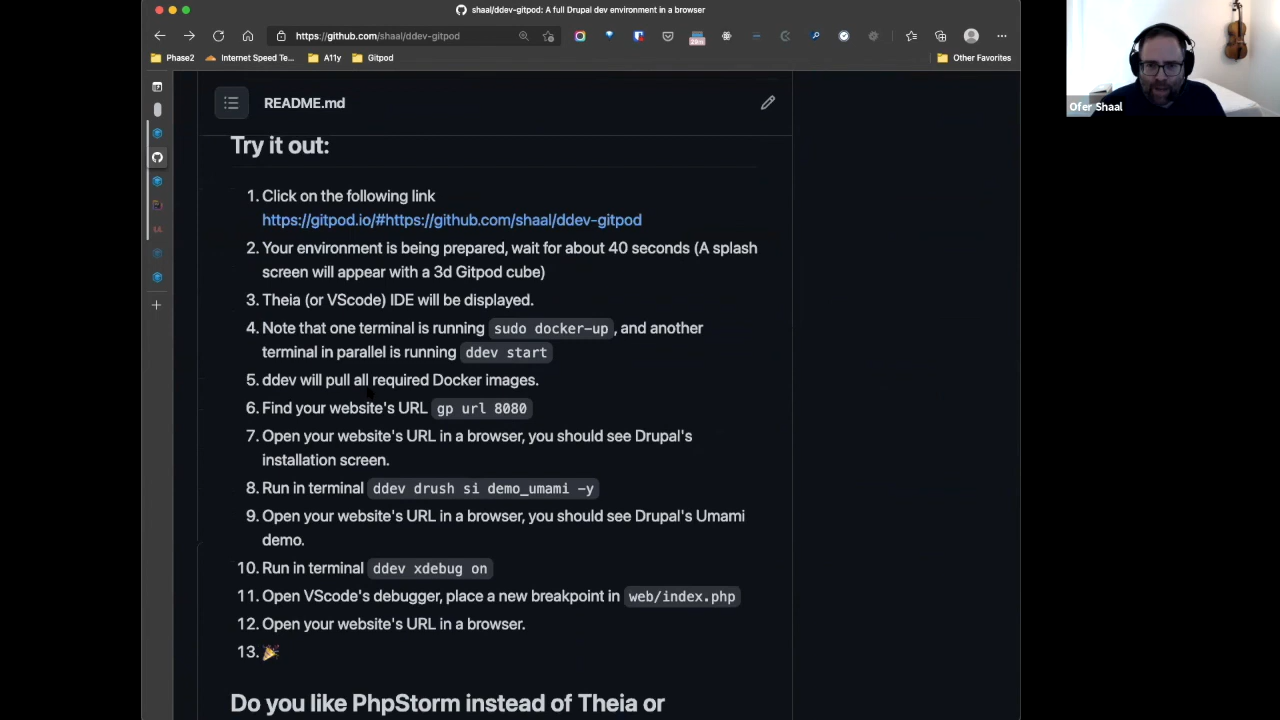 shaal/ddev-gitpod: A full Drupal dev environment in a browser
https://github.com/shaal/ddev-gitpod
Phase2 Internet Speed Te... A11y Gitpod Other Favorites
README.md
Try it out:
1. Click on the following link
https://gitpod.io/#https://github.com/shaal/ddev-gitpod
2. Your environment is being prepared, wait for about 40 seconds (A splash
screen will appear with a 3d Gitpod cube)
3. Theia (or VScode) IDE will be displayed.
4. Note that one terminal is running sudo docker-up, and another
terminal in parallel is running ddev start
5. ddev will pull all required Docker images.
6. Find your website's URL gp url 8080
7. Open your website's URL in a browser, you should see Drupal's
installation screen.
8. Run in terminal ddev drush si demo_umami -y
9. Open your website's URL in a browser, you should see Drupal's Umami
demo.
10. Run in terminal ddev xdebug on
11. Open VScode's debugger, place a new breakpoint in web/index.php
12. Open your website's URL in a browser.
13. 🎉
Do you like PhpStorm instead of Theia or
Ofer Shaal